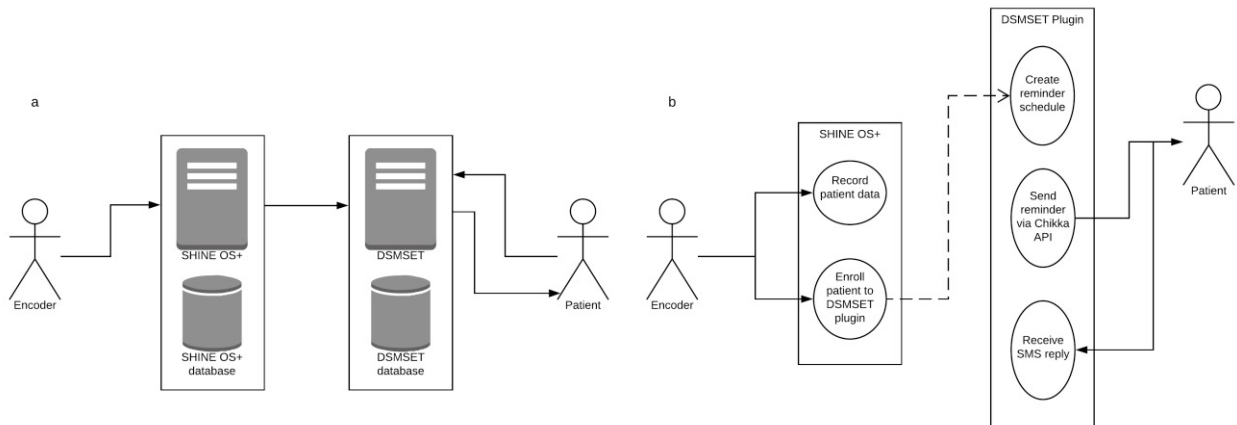 a
SHINE OS+
SHINE OS+
database
Encoder
DSMSET
DSMSET
database
Patient
b
Encoder
SHINE OS+
Record
patient data
Enroll
patient to
DSMSET
plugin
DSMSET Plugin
Create
reminder
schedule
Send
reminder
via Chikka
API
Receive
SMS reply
Patient